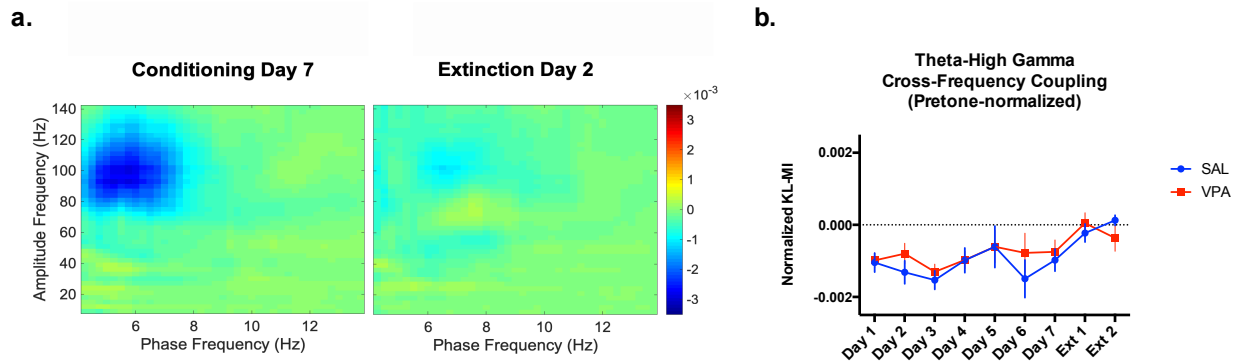 a.
Conditioning Day 7
Extinction Day 2
Amplitude Frequency (Hz)
140
120
100
80
60
40
20
6
8
10
12
Phase Frequency (Hz)
6
8
10
12
Phase Frequency (Hz)
×10⁻³
3
2
1
0
-1
-2
-3
b.
Theta-High Gamma
Cross-Frequency Coupling
(Pretone-normalized)
Normalized KL-MI
0.002
0.000
-0.002
Day 1
Day 2
Day 3
Day 4
Day 5
Day 6
Day 7
Ext 1
Ext 2
SAL
VPA